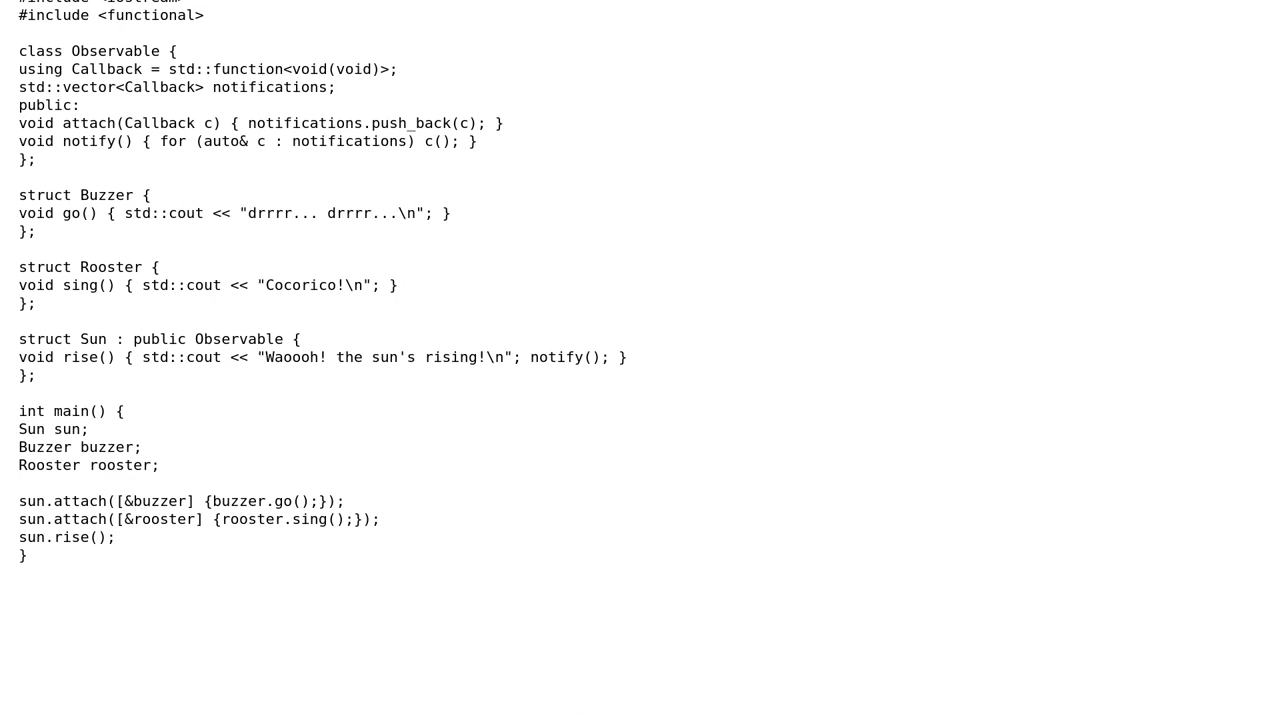 #include <iostream>
#include <functional>

class Observable {
using Callback = std::function<void(void)>;
std::vector<Callback> notifications;
public:
void attach(Callback c) { notifications.push_back(c); }
void notify() { for (auto& c : notifications) c(); }
};

struct Buzzer {
void go() { std::cout << "drrrr... drrrr...\n"; }
};

struct Rooster {
void sing() { std::cout << "Cocorico!\n"; }
};

struct Sun : public Observable {
void rise() { std::cout << "Waoooh! the sun's rising!\n"; notify(); }
};

int main() {
Sun sun;
Buzzer buzzer;
Rooster rooster;

sun.attach([&buzzer] {buzzer.go();});
sun.attach([&rooster] {rooster.sing();});
sun.rise();
}